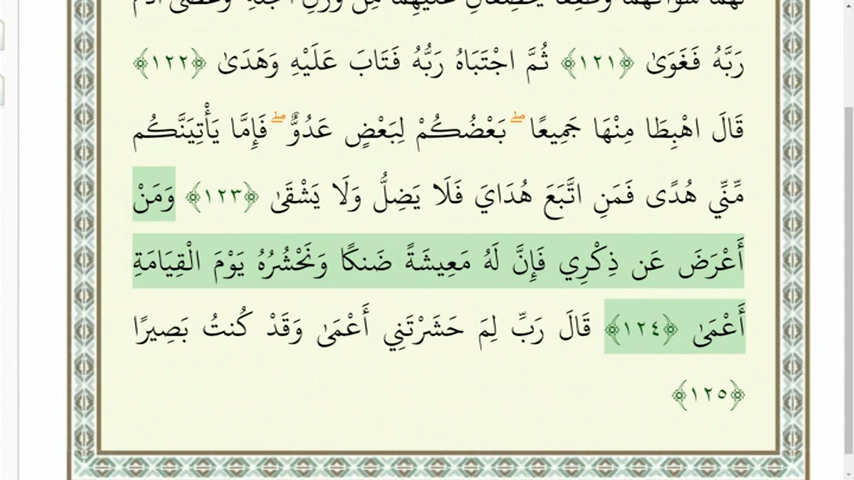 رَبَّهُ فَغَوَىٰ ﴿١٢١﴾ ثُمَّ اجْتَبَاهُ رَبُّهُ فَتَابَ عَلَيْهِ وَهَدَىٰ ﴿١٢٢﴾
قَالَ اهْبِطَا مِنْهَا جَمِيعًا ۖ بَعْضُكُمْ لِبَعْضٍ عَدُوٌّ ۖ فَإِمَّا يَأْتِيَنَّكُم
مِّنِّي هُدًى فَمَنِ اتَّبَعَ هُدَايَ فَلَا يَضِلُّ وَلَا يَشْقَىٰ ﴿١٢٣﴾ وَمَنْ
أَعْرَضَ عَن ذِكْرِي فَإِنَّ لَهُ مَعِيشَةً ضَنكًا وَنَحْشُرُهُ يَوْمَ الْقِيَامَةِ
أَعْمَىٰ ﴿١٢٤﴾ قَالَ رَبِّ لِمَ حَشَرْتَنِي أَعْمَىٰ وَقَدْ كُنتُ بَصِيرًا
﴿١٢٥﴾